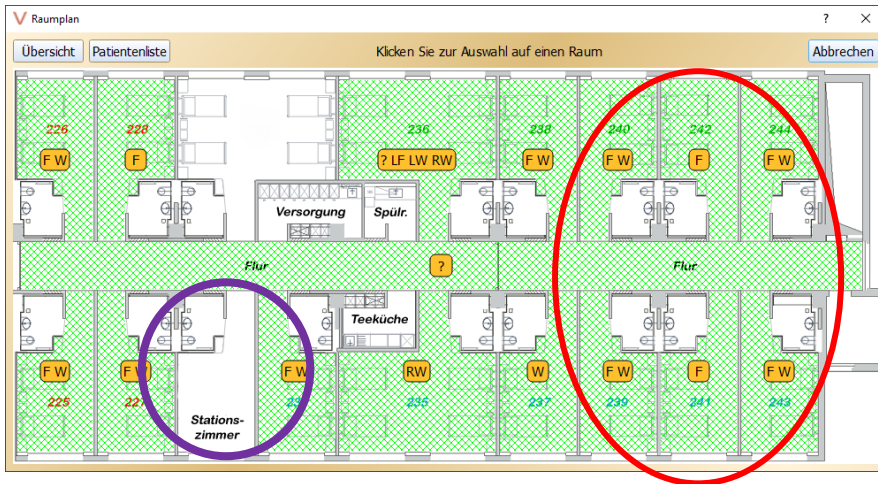 Raumplan
?
Übersicht
Patientenliste
Klicken Sie zur Auswahl auf einen Raum
Abbrechen
226
228
236
238
240
242
244
F W
F
? LF LW RW
F W
F W
F
F W
Versorgung
Spülr.
Flur
?
Flur
Teeküche
F W
F W
F W
RW
W
F W
F
F W
225
227
235
237
239
241
243
Stations-
zimmer